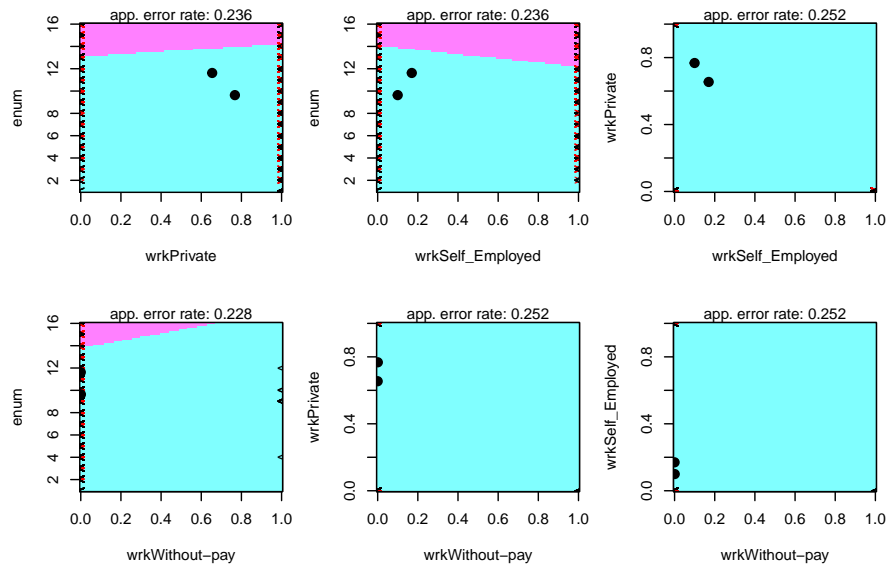 app. error rate: 0.236
enum
2 4 6 8 10 12 14 16
0.0 0.2 0.4 0.6 0.8 1.0
wrkPrivate
app. error rate: 0.236
enum
2 4 6 8 10 12 14 16
0.0 0.2 0.4 0.6 0.8 1.0
wrkSelf_Employed
app. error rate: 0.252
wrkPrivate
0.0 0.4 0.8
0.0 0.2 0.4 0.6 0.8 1.0
wrkSelf_Employed
app. error rate: 0.228
enum
2 4 6 8 10 12 16
0.0 0.2 0.4 0.6 0.8 1.0
wrkWithout−pay
app. error rate: 0.252
wrkPrivate
0.0 0.4 0.8
0.0 0.2 0.4 0.6 0.8 1.0
wrkWithout−pay
app. error rate: 0.252
wrkSelf_Employed
0.0 0.4 0.8
0.0 0.2 0.4 0.6 0.8 1.0
wrkWithout−pay